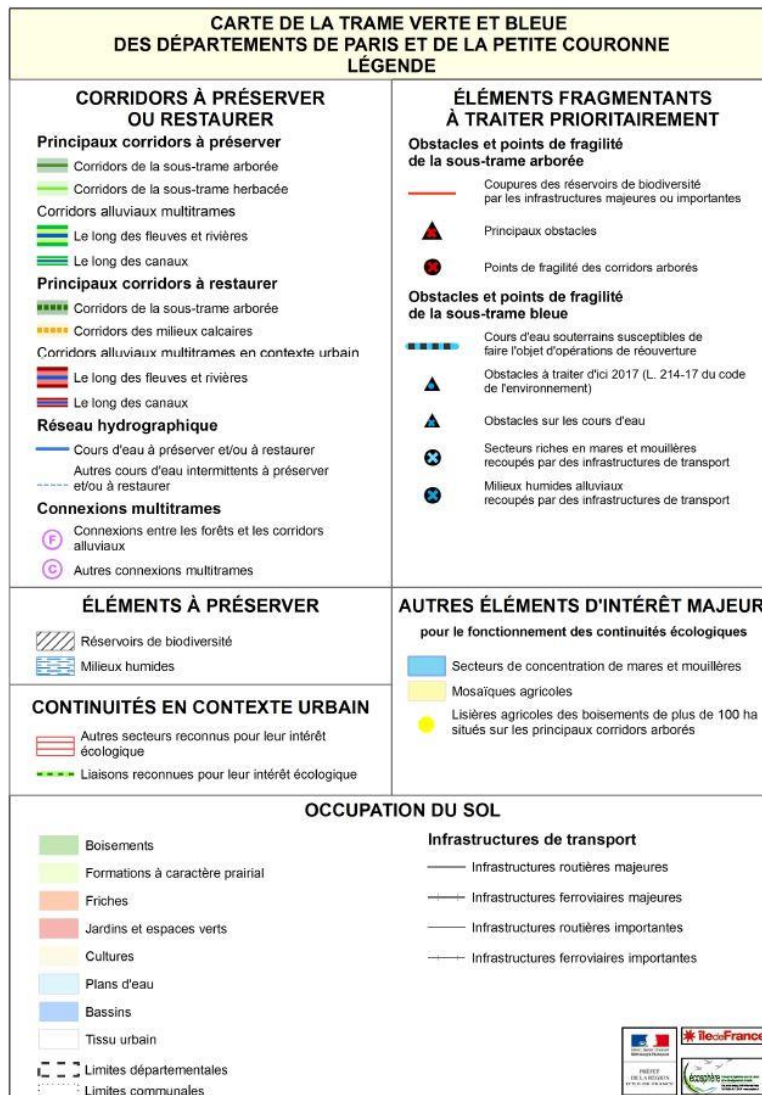 CARTE DE LA TRAME VERTE ET BLEUE
DES DÉPARTEMENTS DE PARIS ET DE LA PETITE COURONNE
LÉGENDE
CORRIDORS À PRÉSERVER
OU RESTAURER
Principaux corridors à préserver
Corridors de la sous-trame arborée
Corridors de la sous-trame herbacée
Corridors alluviaux multitrames
Le long des fleuves et rivières
Le long des canaux
Principaux corridors à restaurer
Corridors de la sous-trame arborée
Corridors des milieux calcaires
Corridors alluviaux multitrames en contexte urbain
Le long des fleuves et rivières
Le long des canaux
Réseau hydrographique
Cours d'eau à préserver et/ou à restaurer
Autres cours d'eau intermittents à préserver
et/ou à restaurer
Connexions multitrames
F
Connexions entre les forêts et les corridors
alluviaux
C
Autres connexions multitrames
ÉLÉMENTS FRAGMENTANTS
À TRAITER PRIORITAIREMENT
Obstacles et points de fragilité
de la sous-trame arborée
Coupures des réservoirs de biodiversité
par les infrastructures majeures ou importantes
Principaux obstacles
Points de fragilité des corridors arborés
Obstacles et points de fragilité
de la sous-trame bleue
Cours d'eau souterrains susceptibles de
faire l'objet d'opérations de réouverture
Obstacles à traiter d'ici 2017 (L. 214-17 du code
de l'environnement)
Obstacles sur les cours d'eau
Secteurs riches en mares et mouillères
recoupés par des infrastructures de transport
Milieux humides alluviaux
recoupés par des infrastructures de transport
ÉLÉMENTS À PRÉSERVER
Réservoirs de biodiversité
Milieux humides
CONTINUITÉS EN CONTEXTE URBAIN
Autres secteurs reconnus pour leur intérêt
écologique
Liaisons reconnues pour leur intérêt écologique
AUTRES ÉLÉMENTS D'INTÉRÊT MAJEUR
pour le fonctionnement des continuités écologiques
Secteurs de concentration de mares et mouillères
Mosaïques agricoles
Lisières agricoles des boisements de plus de 100 ha
situés sur les principaux corridors arborés
OCCUPATION DU SOL
Boisements
Formations à caractère prairial
Friches
Jardins et espaces verts
Cultures
Plans d'eau
Bassins
Tissu urbain
Limites départementales
Limites communales
Infrastructures de transport
Infrastructures routières majeures
Infrastructures ferroviaires majeures
Infrastructures routières importantes
Infrastructures ferroviaires importantes
PRÉFET
DE LA RÉGION
D'ILE-DE-FRANCE
îledeFrance
écosphère